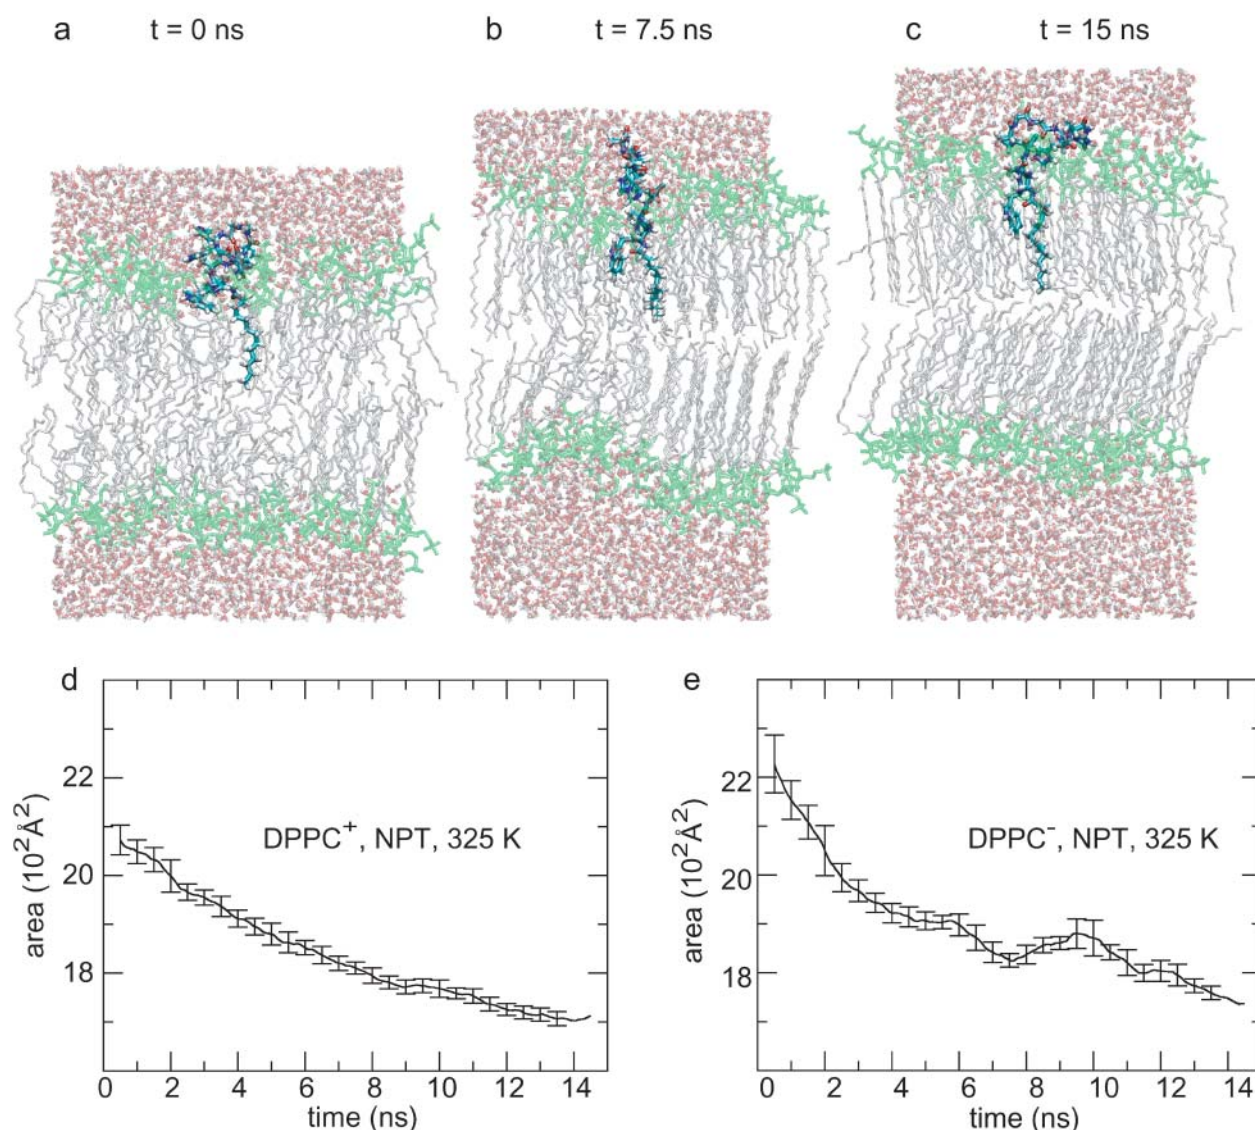 a t = 0 ns
b t = 7.5 ns
c t = 15 ns
d
22
20
18
area (10²Å²)
DPPC⁺, NPT, 325 K
0 2 4 6 8 10 12 14
time (ns)
e
22
20
18
area (10²Å²)
DPPC⁻, NPT, 325 K
0 2 4 6 8 10 12 14
time (ns)